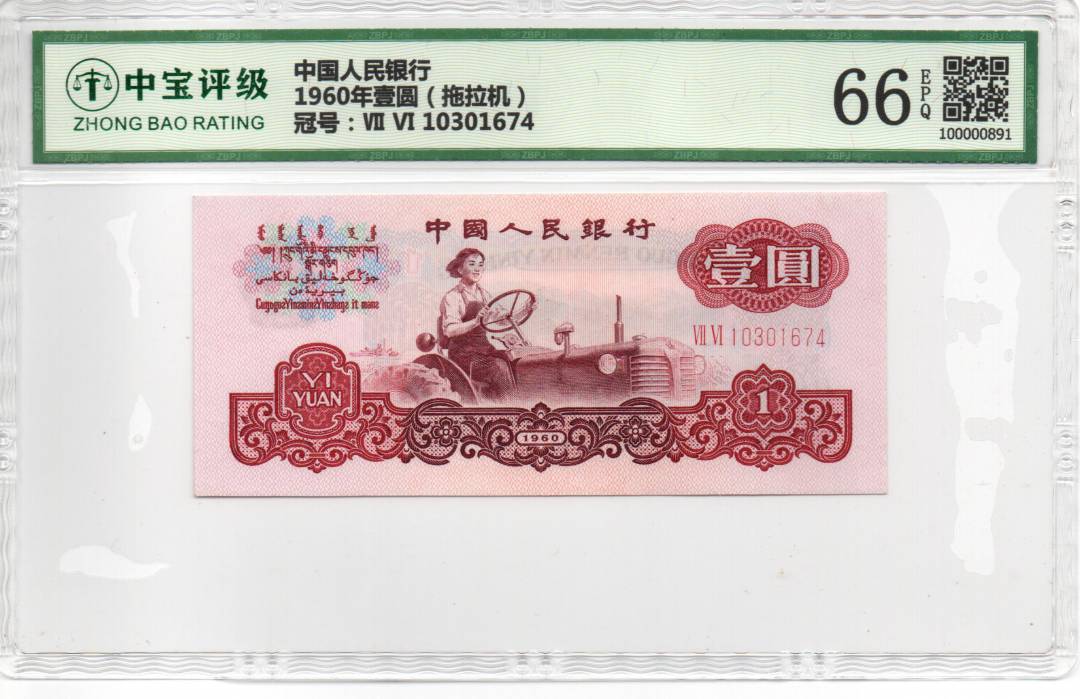 中宝评级
ZHONG BAO RATING
中国人民银行
1960年壹圆（拖拉机）
冠号：Ⅶ Ⅵ 10301674
66
EPQ
100000891
中國人民銀行
壹圓
Ⅶ Ⅵ 10301674
YI
YUAN
1960
1